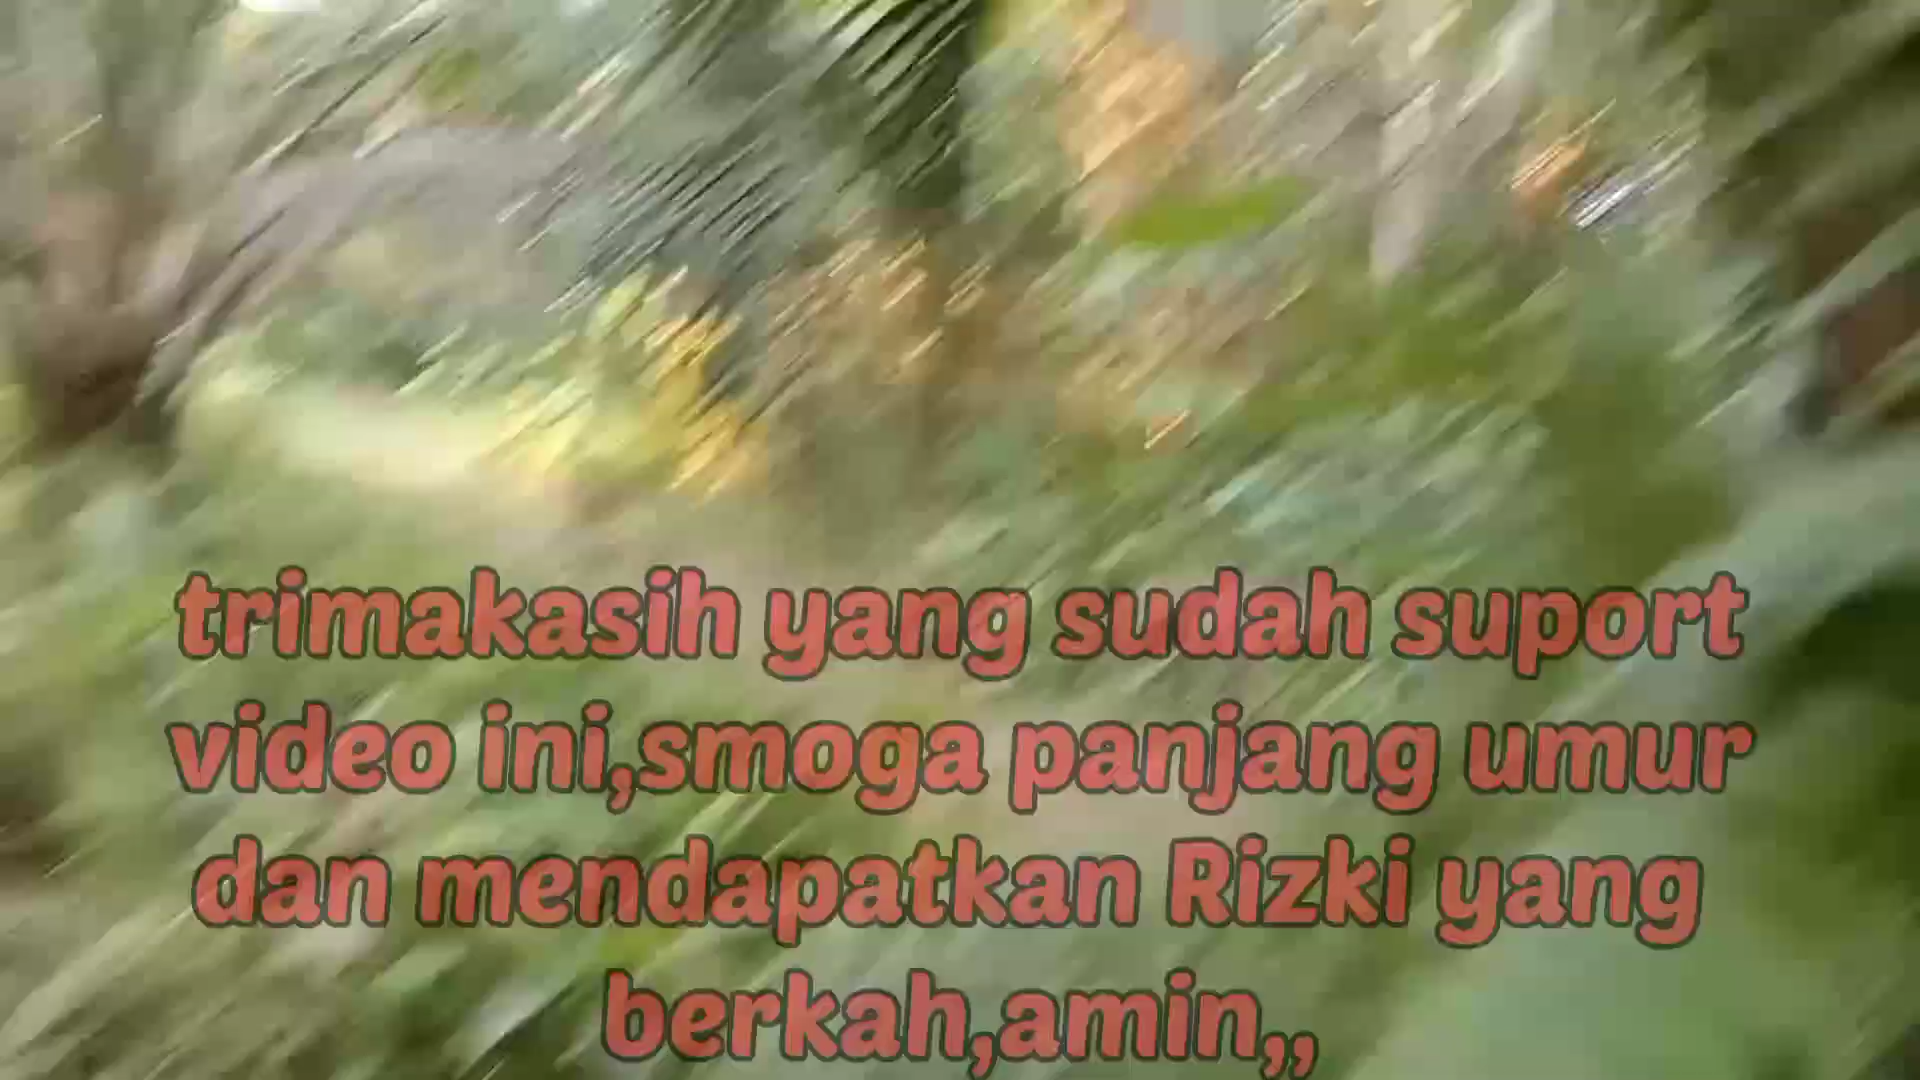 trimakasih yang sudah suport
video ini,smoga panjang umur
dan mendapatkan Rizki yang
berkah,amin,,